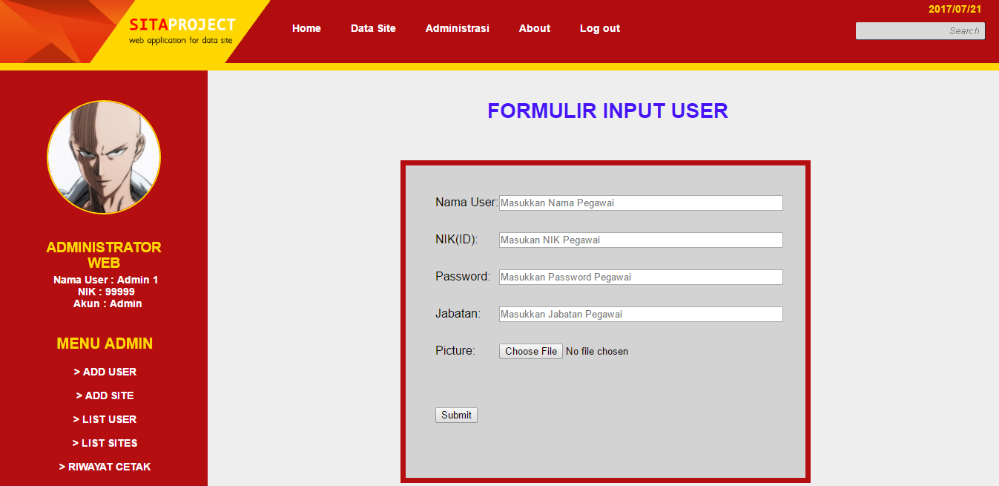 SITAPROJECT
web application for data site
Home Data Site Administrasi About Log out
2017/07/21
Search
ADMINISTRATOR
WEB
Nama User : Admin 1
NIK : 99999
Akun : Admin
MENU ADMIN
> ADD USER
> ADD SITE
> LIST USER
> LIST SITES
> RIWAYAT CETAK
FORMULIR INPUT USER
Nama User: Masukkan Nama Pegawai
NIK(ID): Masukan NIK Pegawai
Password: Masukkan Password Pegawai
Jabatan: Masukkan Jabatan Pegawai
Picture: Choose File No file chosen
Submit